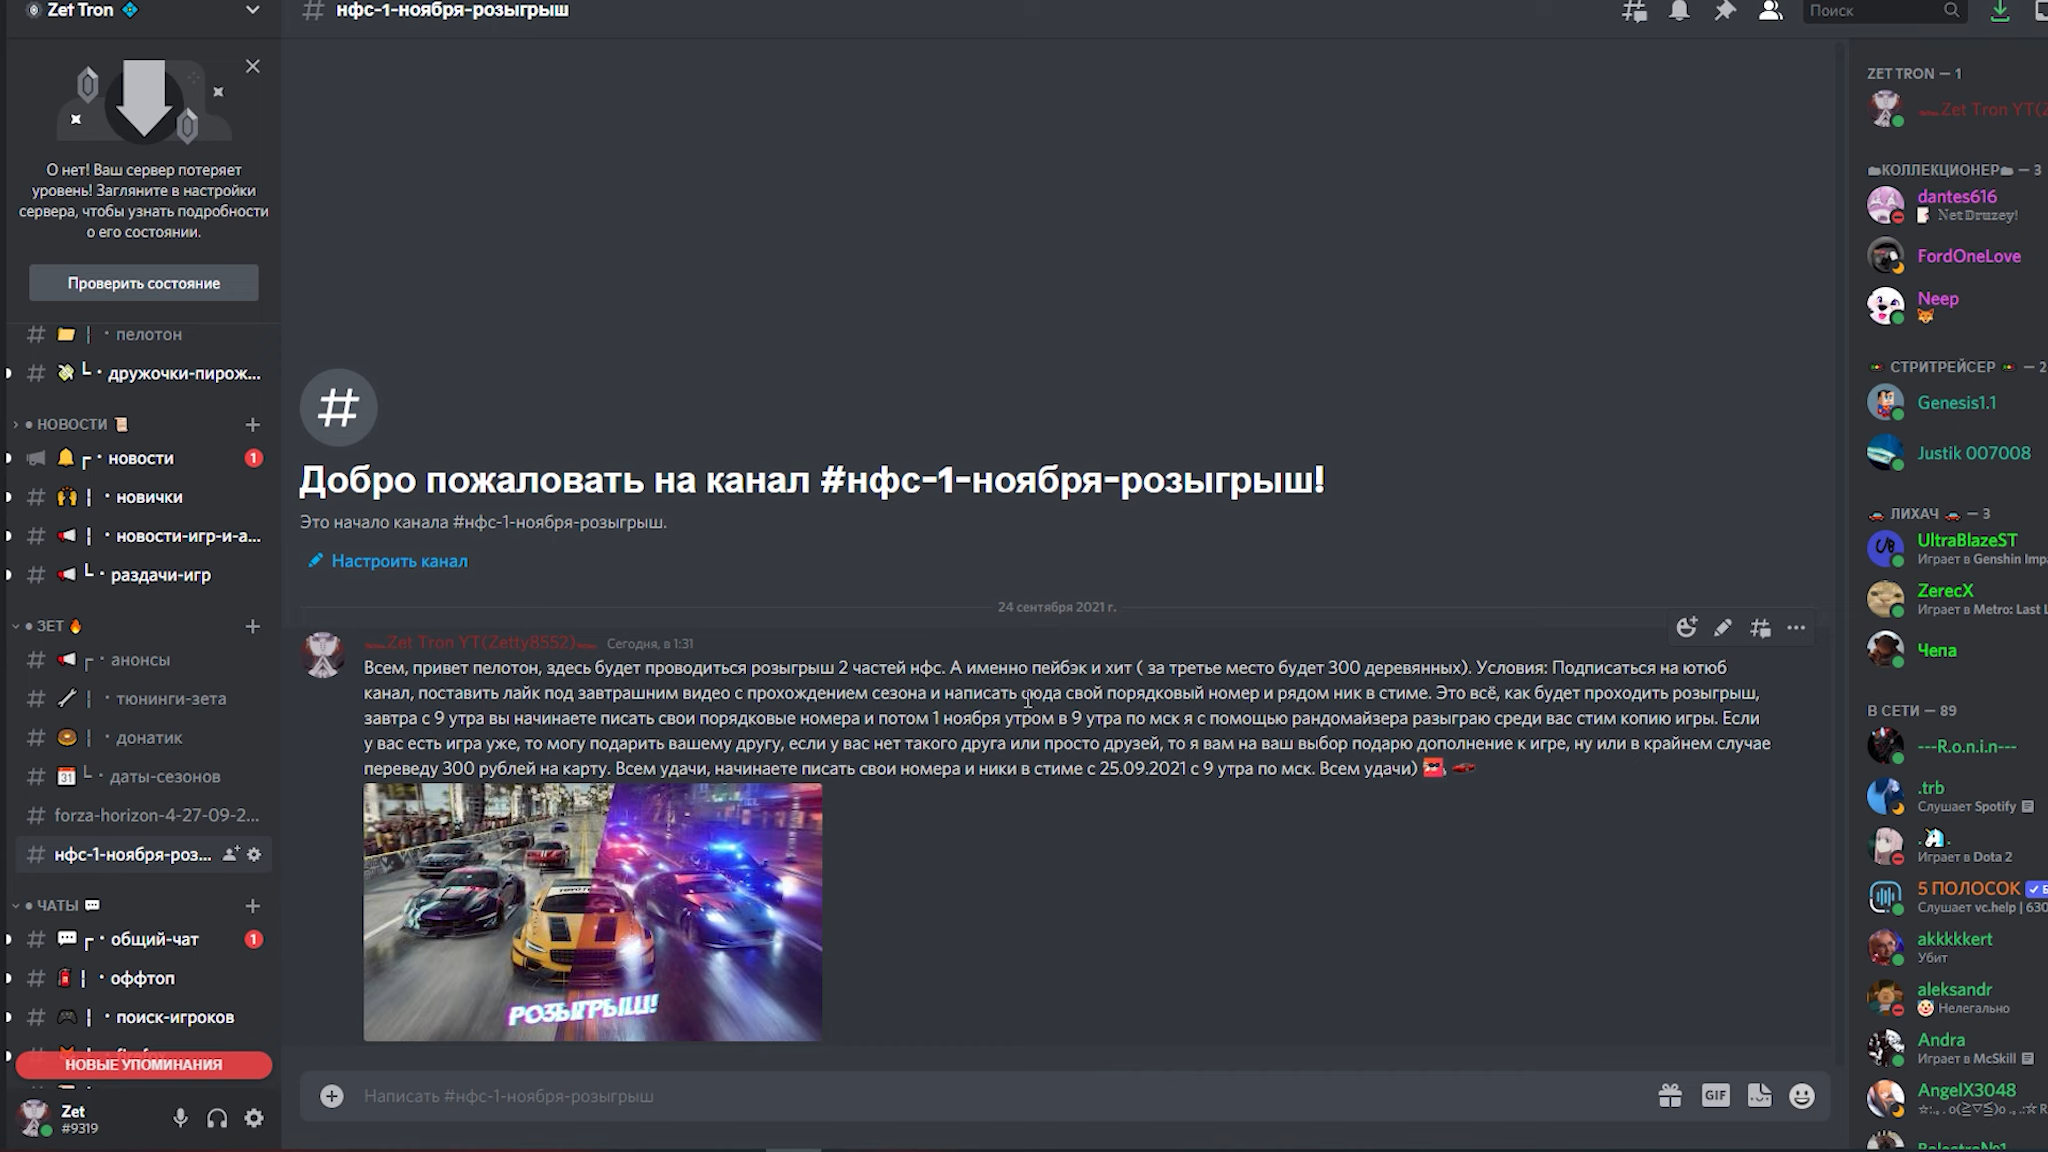 Zet Tron
О нет! Ваш сервер потеряет
уровень! Загляните в настройки
сервера, чтобы узнать подробности
о его состоянии.
Проверить состояние
# | · пелотон
# └ · дружочки-пирож...
• НОВОСТИ
┌ · новости 1
# | · новички
# | · новости-игр-и-а...
# └ · раздачи-игр
• ЗЕТ
# ┌ · анонсы
# | · тюнинги-зета
# | · донатик
# └ · даты-сезонов
# forza-horizon-4-27-09-2...
# нфс-1-ноября-роз...
• ЧАТЫ
# ┌ · общий-чат 1
# | · оффтоп
# | · поиск-игроков
НОВЫЕ УПОМИНАНИЯ
Zet
#9319
# нфс-1-ноября-розыгрыш
Поиск
#
Добро пожаловать на канал #нфс-1-ноября-розыгрыш!
Это начало канала #нфс-1-ноября-розыгрыш.
Настроить канал
24 сентября 2021 г.
Zet Tron YT(Zetty8552) Сегодня, в 1:31
Всем, привет пелотон, здесь будет проводиться розыгрыш 2 частей нфс. А именно пейбэк и хит ( за третье место будет 300 деревянных). Условия: Подписаться на ютюб
канал, поставить лайк под завтрашним видео с прохождением сезона и написать сюда свой порядковый номер и рядом ник в стиме. Это всё, как будет проходить розыгрыш,
завтра с 9 утра вы начинаете писать свои порядковые номера и потом 1 ноября утром в 9 утра по мск я с помощью рандомайзера разыграю среди вас стим копию игры. Если
у вас есть игра уже, то могу подарить вашему другу, если у вас нет такого друга или просто друзей, то я вам на ваш выбор подарю дополнение к игре, ну или в крайнем случае
переведу 300 рублей на карту. Всем удачи, начинаете писать свои номера и ники в стиме с 25.09.2021 с 9 утра по мск. Всем удачи)
РОЗЫГРЫШ!
Написать #нфс-1-ноября-розыгрыш
GIF
ZET TRON — 1
Zet Tron YT(Z
КОЛЛЕКЦИОНЕР — 3
dantes616
Net Druzey!
FordOneLove
Neep
СТРИТРЕЙСЕР — 2
Genesis1.1
Justik 007008
ЛИХАЧ — 3
UltraBlazeST
Играет в Genshin Imp
ZerecX
Играет в Metro: Last L
Чепа
В СЕТИ — 89
---R.o.n.i.n---
.trb
Слушает Spotify
Играет в Dota 2
5 ПОЛОСОК ✓ Б
Слушает vc.help | 630
akkkkkert
Убит
aleksandr
Нелегально
Andra
Играет в McSkill
AngelX3048